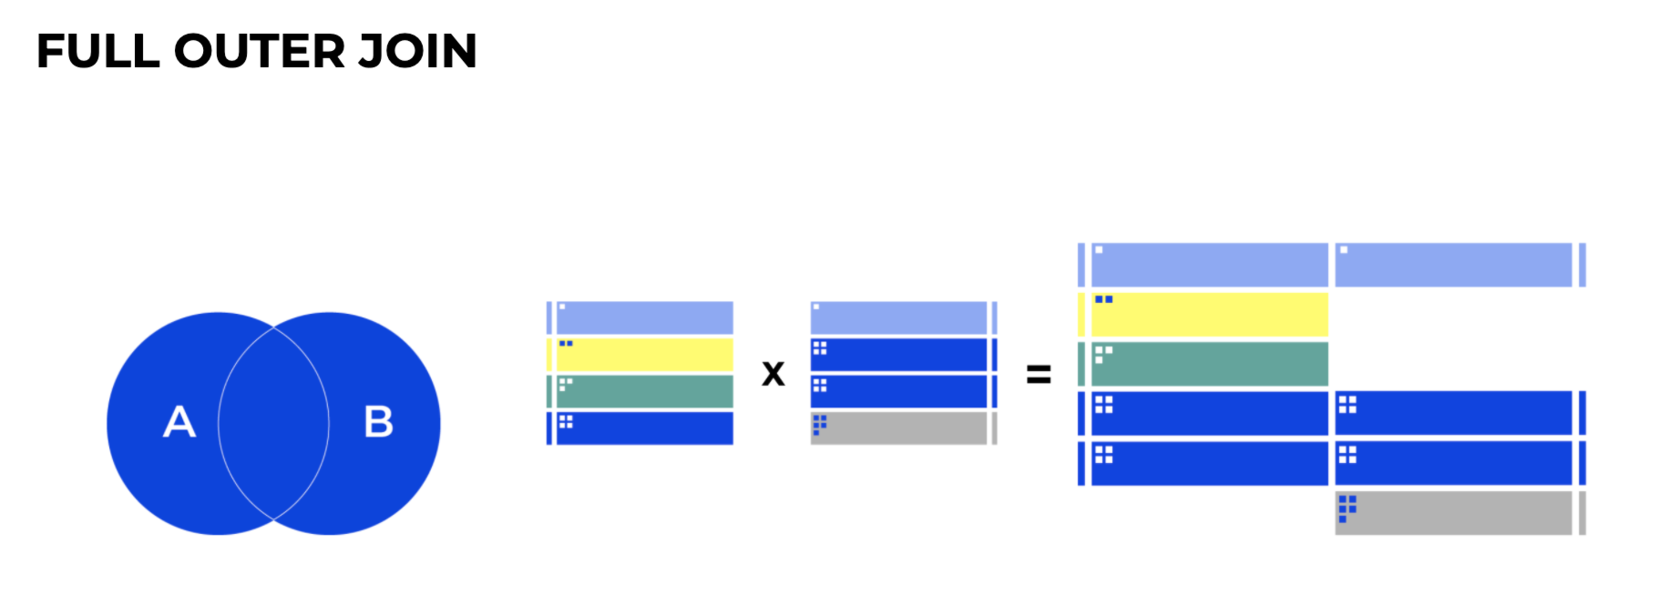 FULL OUTER JOIN
A
B
x
=